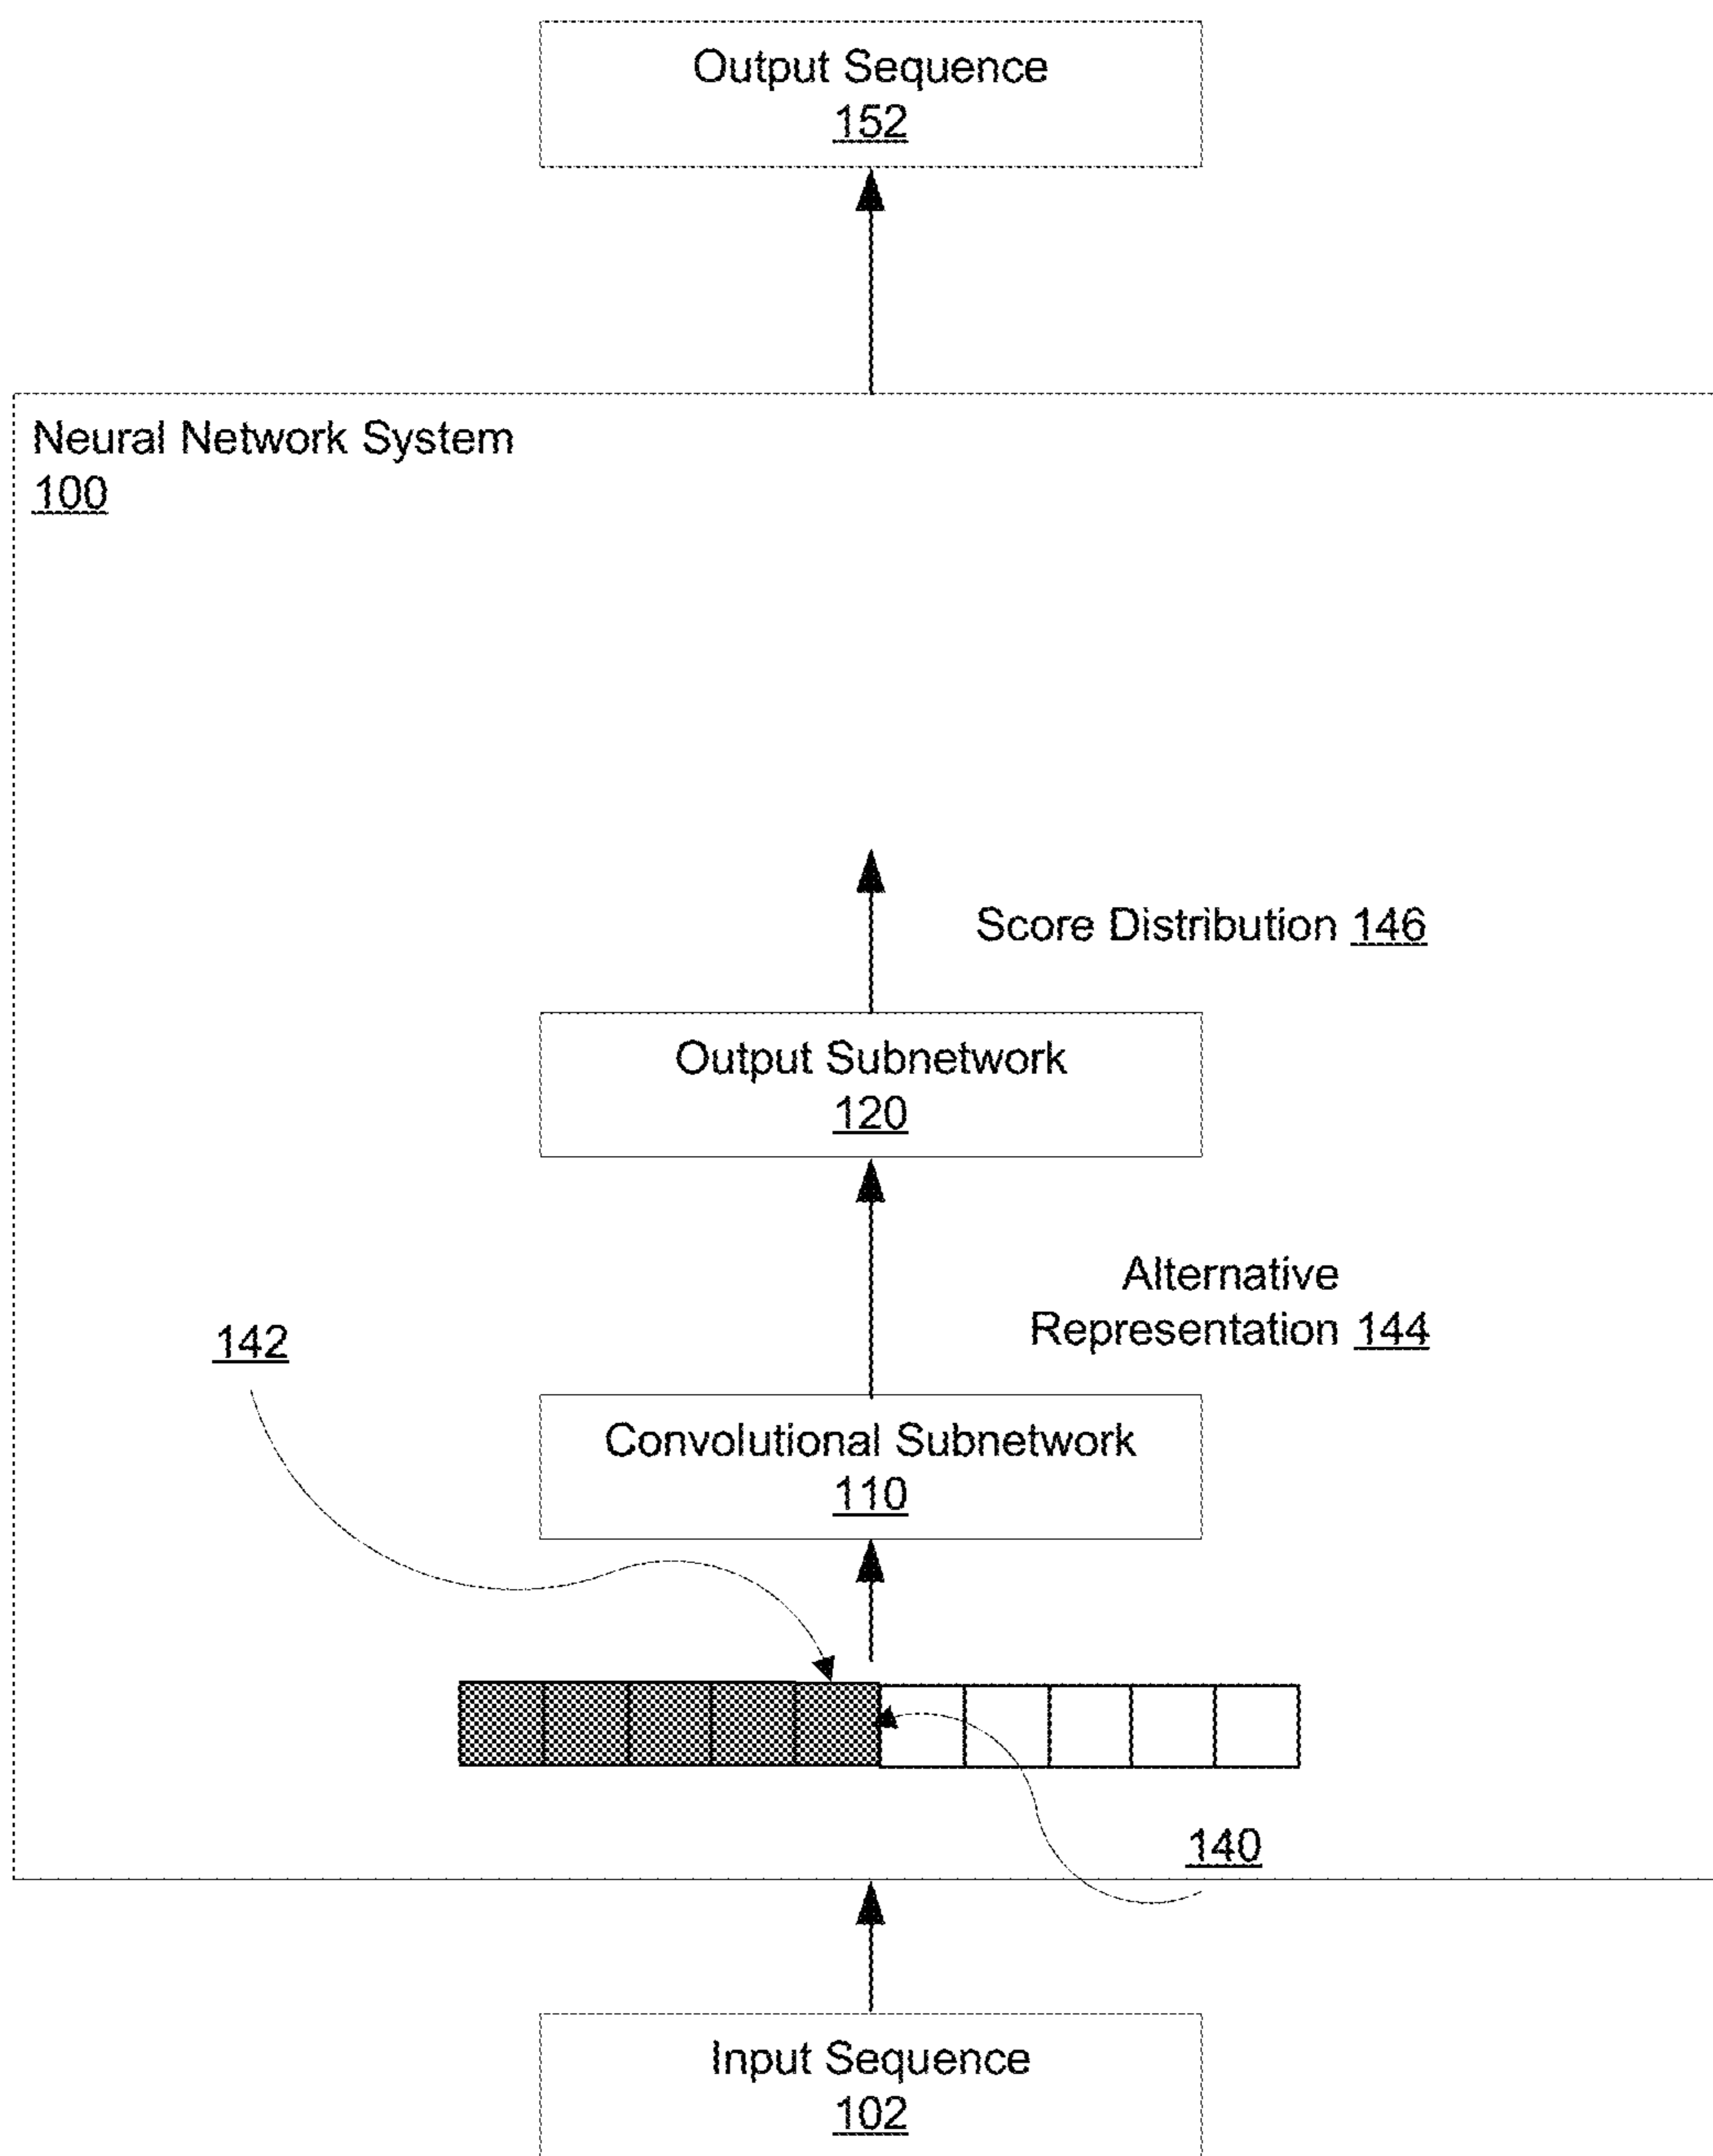 Output Sequence
152
Neural Network System
100
Score Distribution 146
Output Subnetwork
120
Alternative
Representation 144
142
Convolutional Subnetwork
110
140
Input Sequence
102